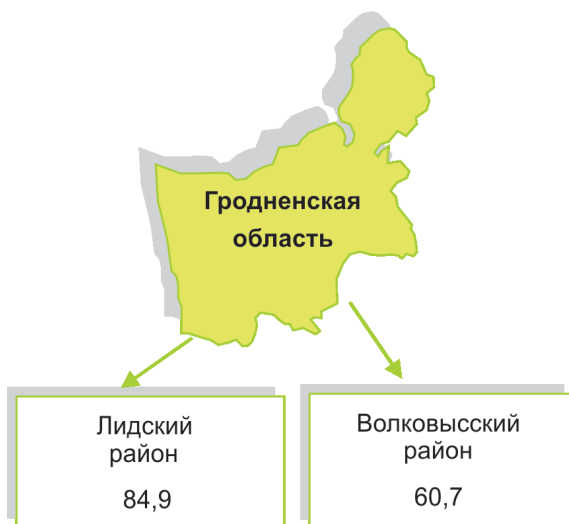 Гродненская
область
Лидский
район
84,9
Волковысский
район
60,7